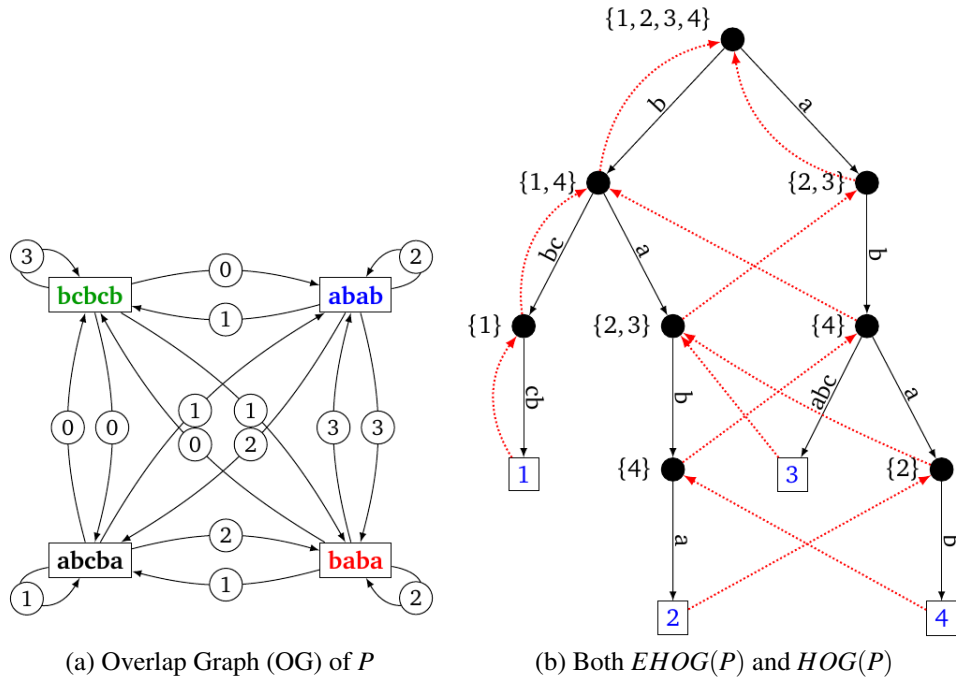 3
0
2
bcbcb
abab
1
0
0
1
1
0
2
3
3
abcba
baba
2
1
1
2
(a) Overlap Graph (OG) of P
{1,2,3,4}
b
a
{1,4}
{2,3}
bc
a
b
{1}
{2,3}
{4}
cb
b
abc
a
1
{4}
3
{2}
a
b
2
4
(b) Both EHOG(P) and HOG(P)